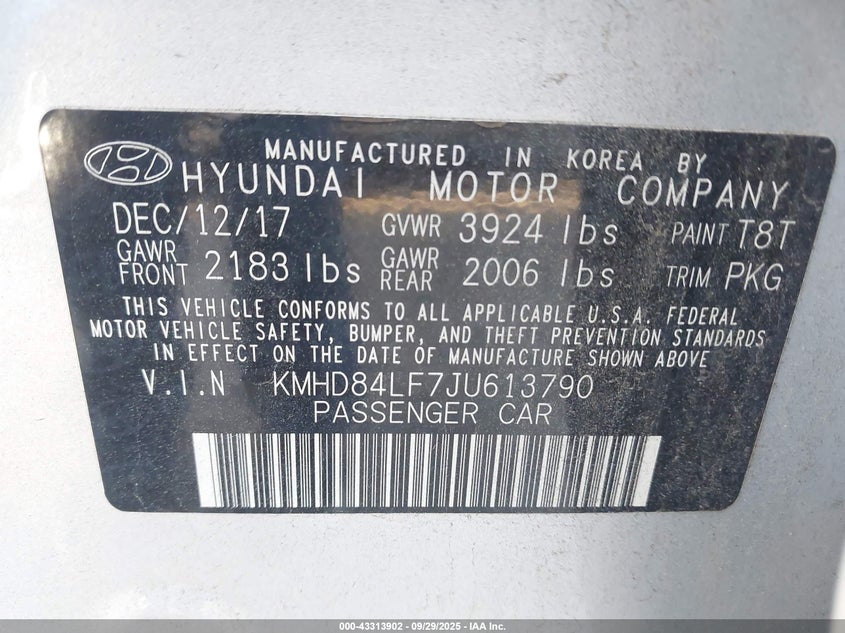 MANUFACTURED IN KOREA BY
HYUNDAI MOTOR COMPANY
DEC/12/17 GVWR 3924 lbs PAINT T8T
GAWR FRONT 2183 lbs GAWR REAR 2006 lbs TRIM PKG
THIS VEHICLE CONFORMS TO ALL APPLICABLE U.S.A. FEDERAL
MOTOR VEHICLE SAFETY, BUMPER, AND THEFT PREVENTION STANDARDS
IN EFFECT ON THE DATE OF MANUFACTURE SHOWN ABOVE
V.I.N KMHD84LF7JU613790
PASSENGER CAR
000-43313902 - 09/29/2025 - IAA Inc.